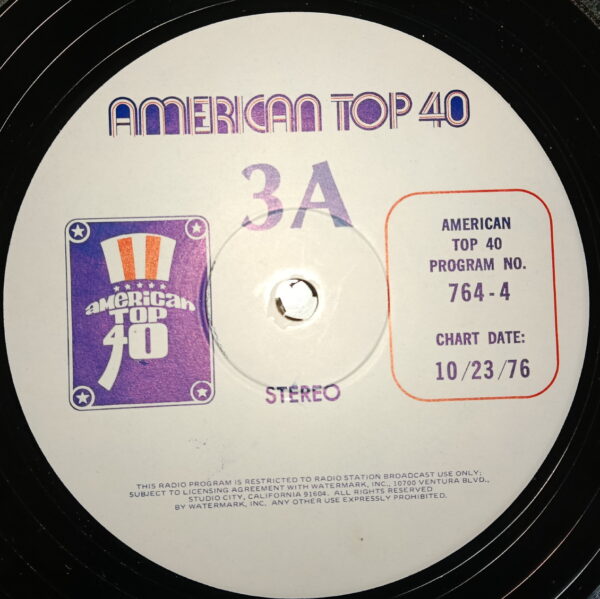 AMERICAN TOP 40
3A
american
TOP
40
AMERICAN
TOP 40
PROGRAM NO.
764-4
CHART DATE:
10/23/76
STEREO
THIS RADIO PROGRAM IS RESTRICTED TO RADIO STATION BROADCAST USE ONLY;
SUBJECT TO LICENSING AGREEMENT WITH WATERMARK, INC., 10700 VENTURA BLVD.,
STUDIO CITY, CALIFORNIA 91604. ALL RIGHTS RESERVED
BY WATERMARK, INC. ANY OTHER USE EXPRESSLY PROHIBITED.